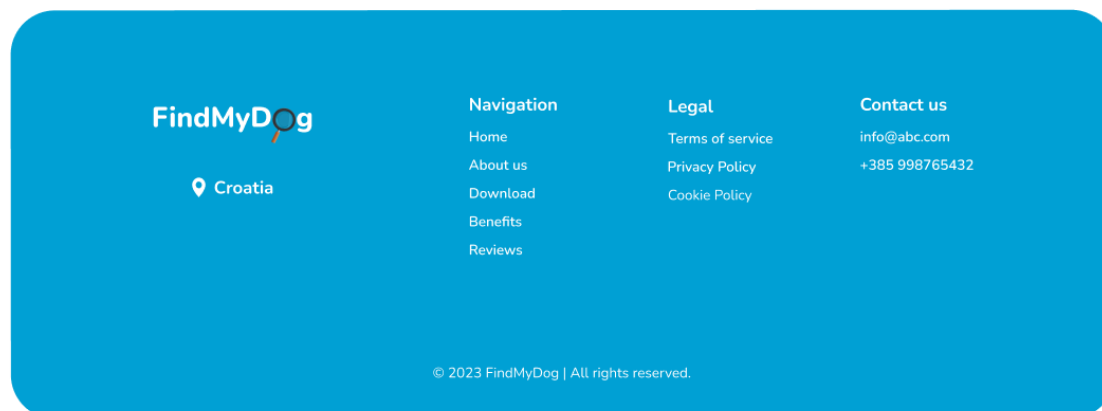 FindMyDog
Croatia
Navigation
Home
About us
Download
Benefits
Reviews
Legal
Terms of service
Privacy Policy
Cookie Policy
Contact us
info@abc.com
+385 998765432
© 2023 FindMyDog | All rights reserved.